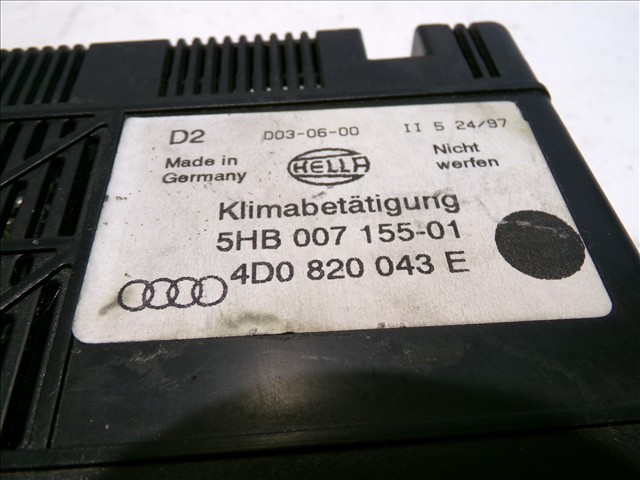 D2 D03-06-00 II 5 24/97
Made in Germany
HELLA
Nicht werfen
Klimabetätigung
5HB 007 155-01
4D0 820 043 E